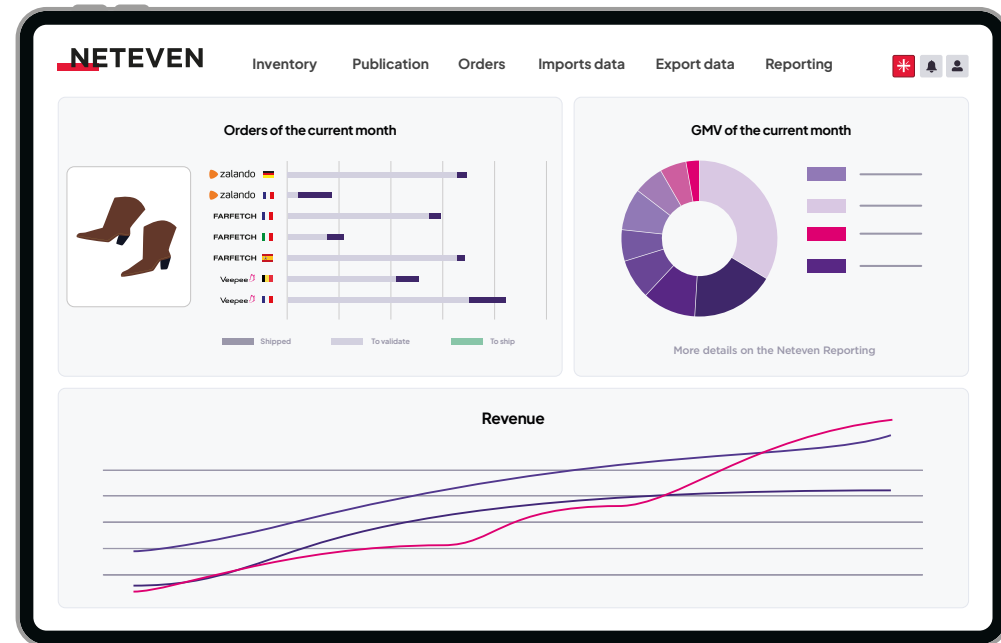 NETEVEN
Inventory
Publication
Orders
Imports data
Export data
Reporting
Orders of the current month
zalando
zalando
FARFETCH
FARFETCH
FARFETCH
Veepee
Veepee
Shipped
To validate
To ship
GMV of the current month
More details on the Neteven Reporting
Revenue